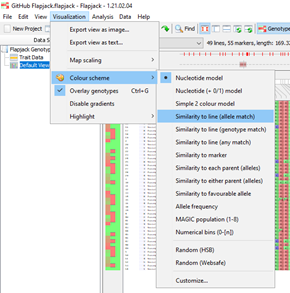 GitHub Flapjack.flapjack - Flapjack - 1.21.02.04
File Edit View Visualization Analysis Data Help
New Project
Find
Genotype
Data S
Flapjack Genotyp
Trait Data
Default View
49 lines, 55 markers, length: 169.3
Export view as image...
Export view as text...
Map scaling
Colour scheme
Overlay genotypes Ctrl+G
Disable gradients
Highlight
Nucleotide model
Nucleotide (+ 0/1) model
Simple 2 colour model
Similarity to line (allele match)
Similarity to line (genotype match)
Similarity to line (any match)
Similarity to marker
Similarity to each parent (alleles)
Similarity to either parent (alleles)
Similarity to favourable allele
Allele frequency
MAGIC population (1-8)
Numerical bins (0-[n])
Random (HSB)
Random (Websafe)
Customize...